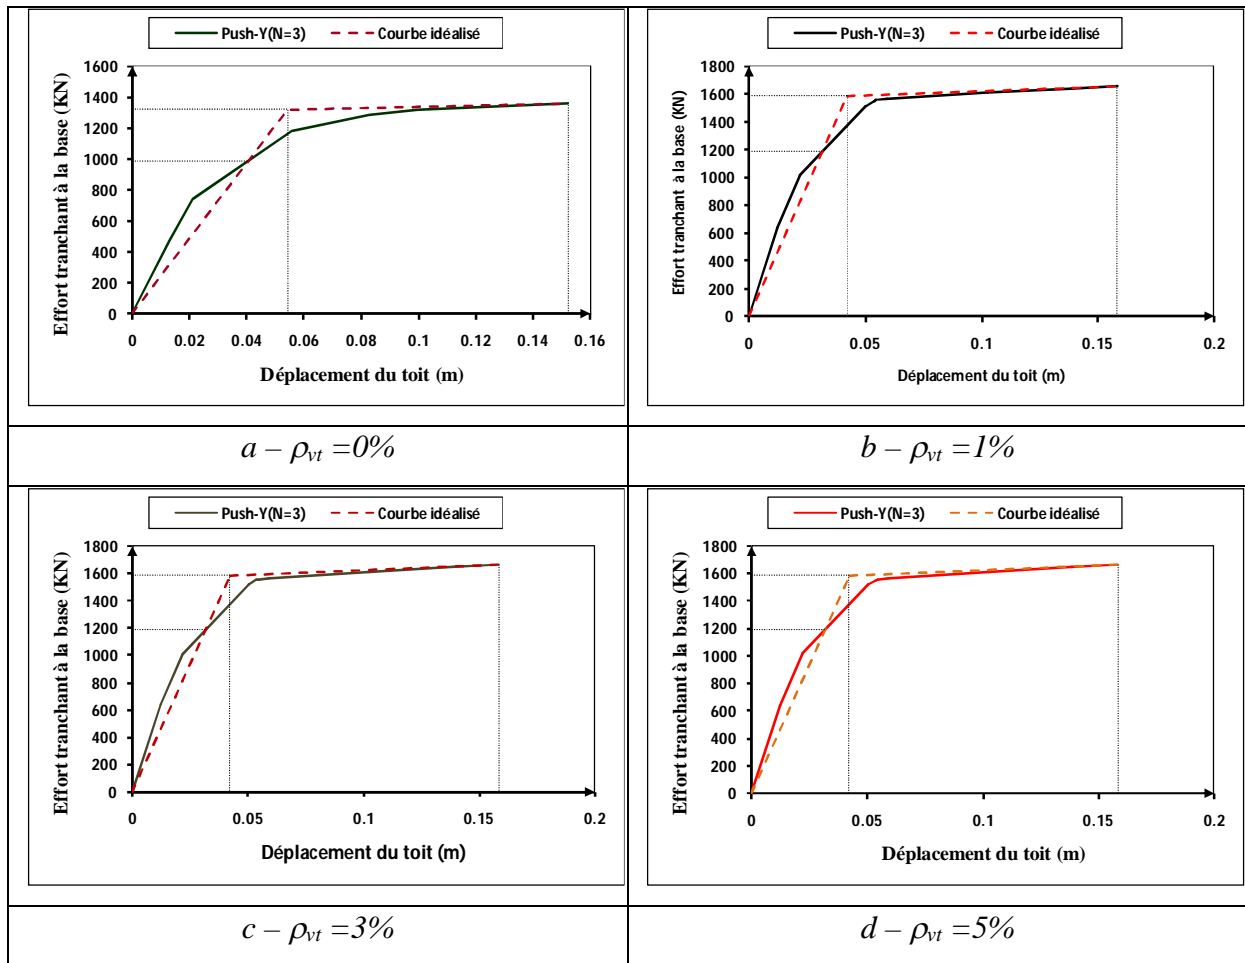 Push-Y(N=3) Courbe idéalisé
Effort tranchant à la base (KN)
1600
1400
1200
1000
800
600
400
200
0
0 0.02 0.04 0.06 0.08 0.1 0.12 0.14 0.16
Déplacement du toit (m)
a – ρvt =0%
Push-Y(N=3) Courbe idéalisé
Effort tranchant à la base (KN)
1800
1600
1400
1200
1000
800
600
400
200
0
0 0.05 0.1 0.15 0.2
Déplacement du toit (m)
b – ρvt =1%
Push-Y(N=3) Courbe idéalisé
Effort tranchant à la base (KN)
1800
1600
1400
1200
1000
800
600
400
200
0
0 0.05 0.1 0.15 0.2
Déplacement du toit (m)
c – ρvt =3%
Push-Y(N=3) Courbe idéalisé
Effort tranchant à la base (KN)
1800
1600
1400
1200
1000
800
600
400
200
0
0 0.05 0.1 0.15 0.2
Déplacement du toit (m)
d – ρvt =5%